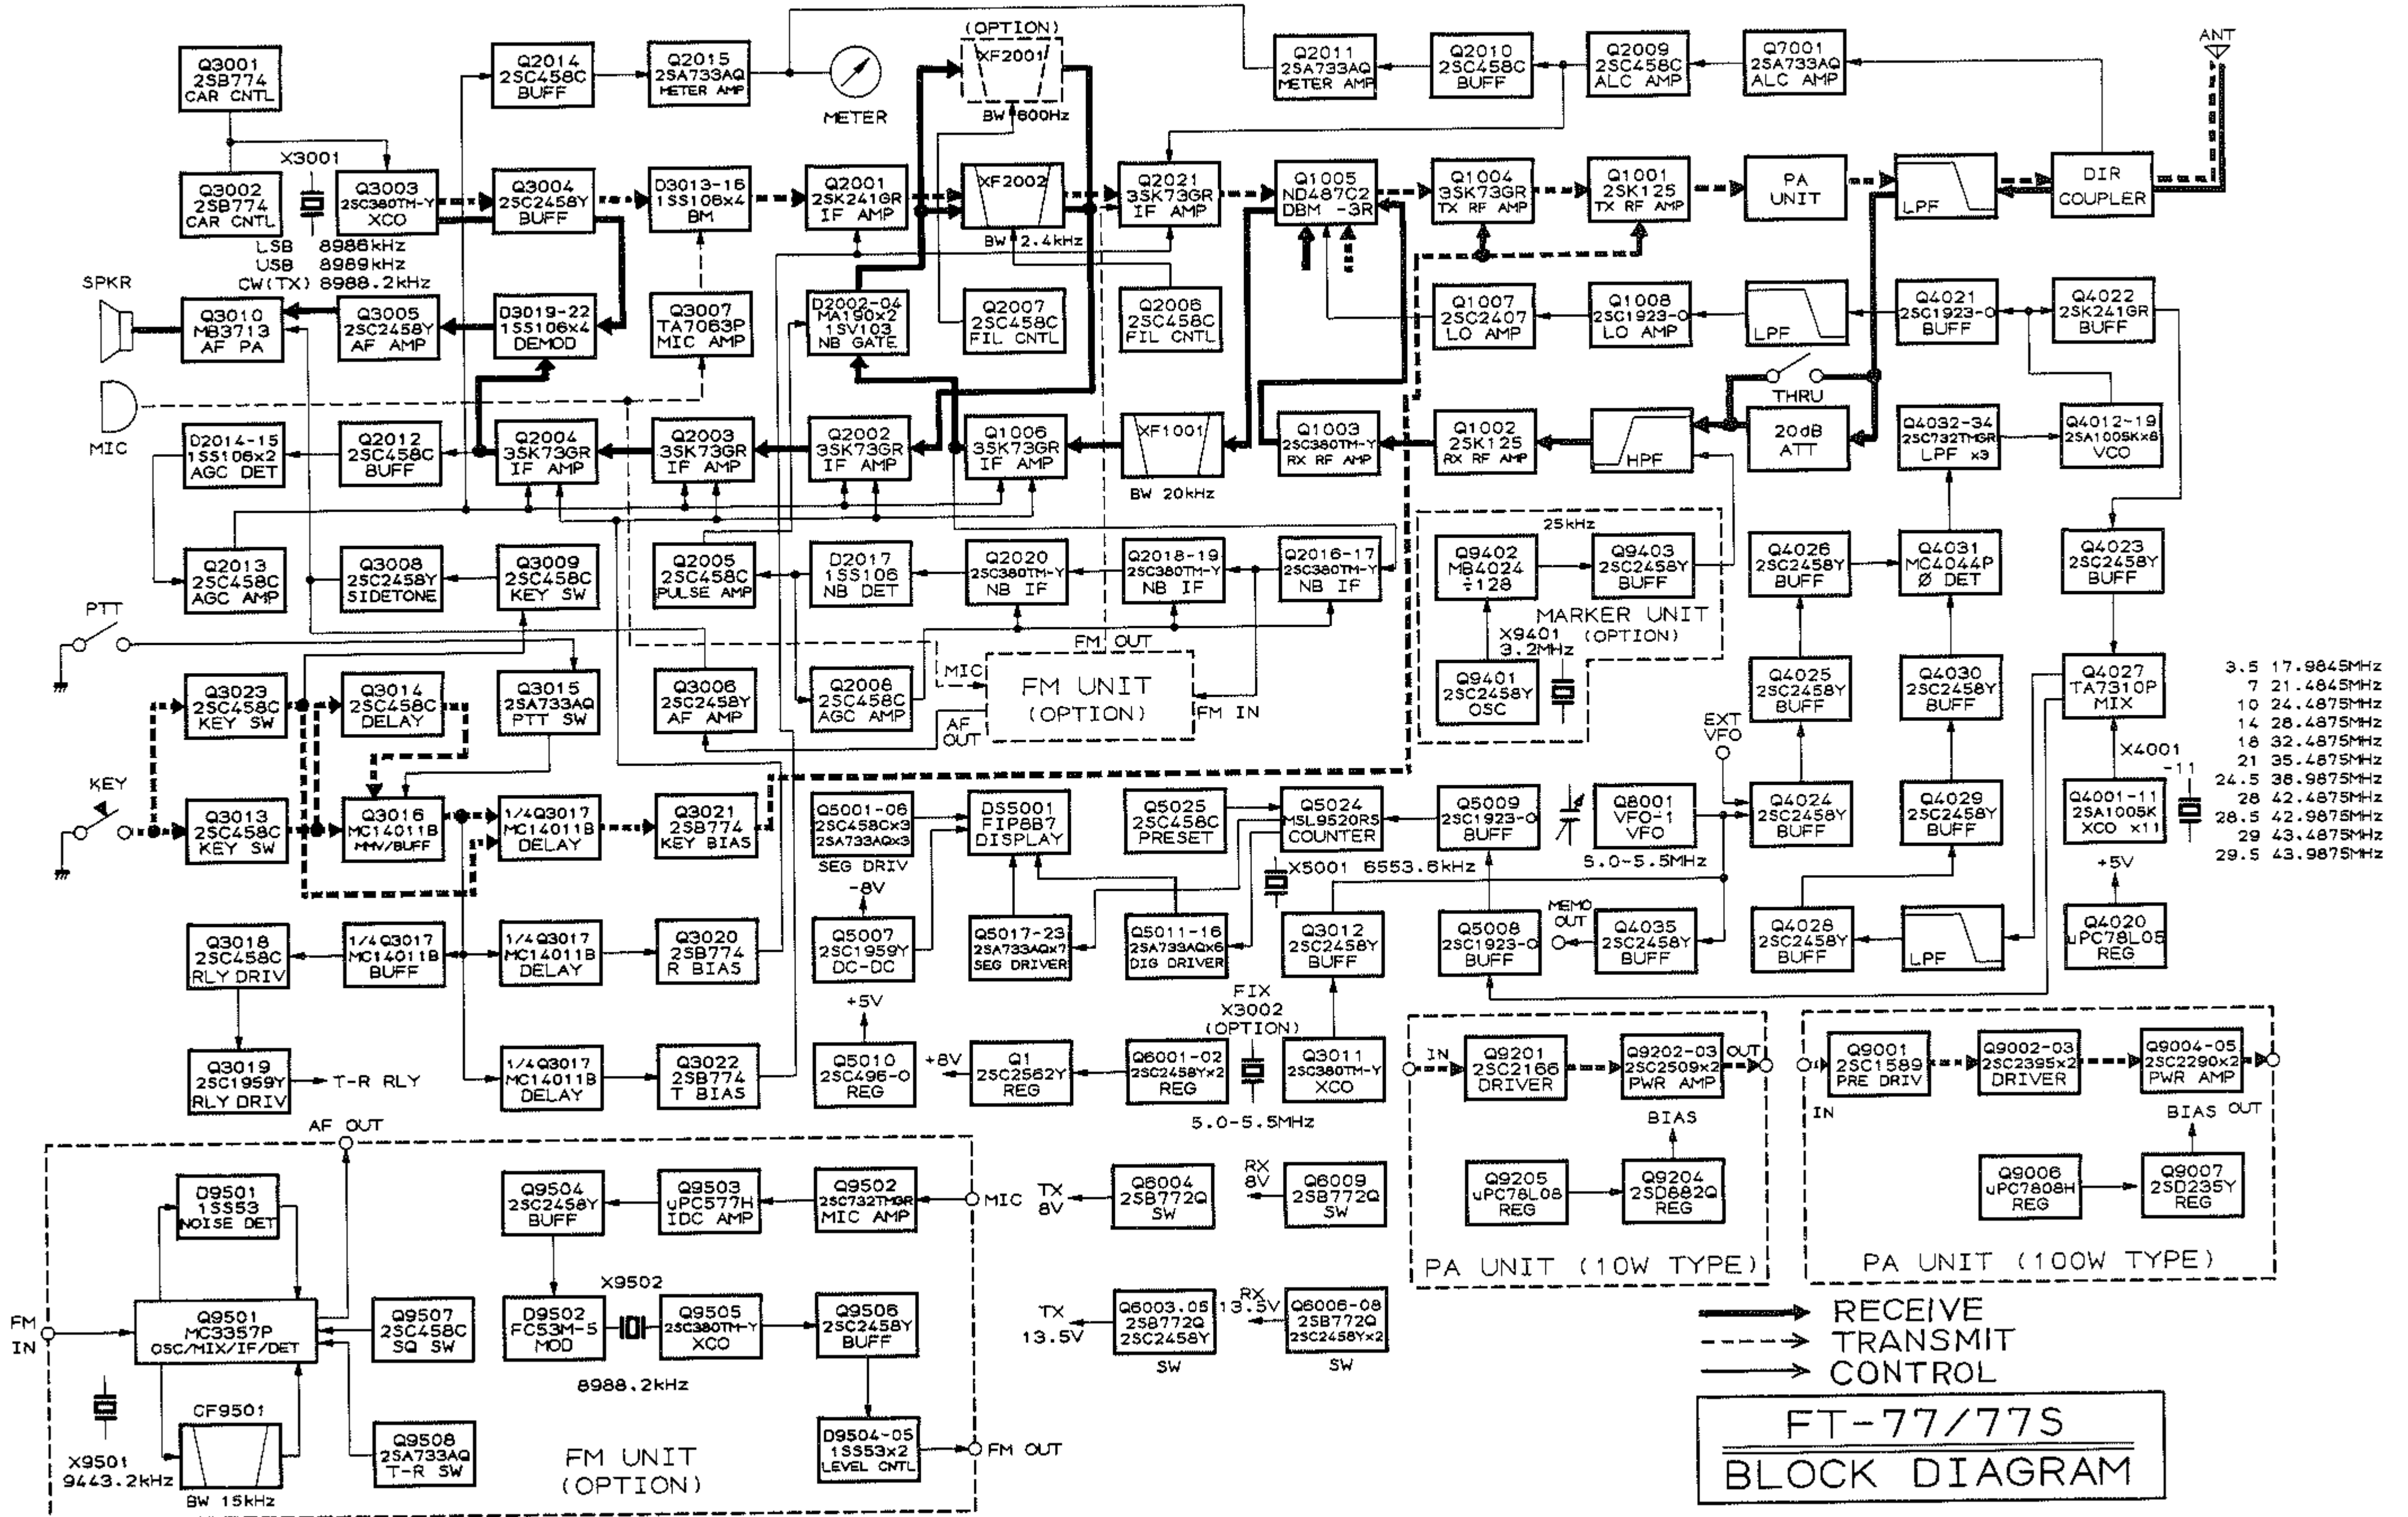 (OPTION)
Q3001
2SB774
CAR CNTL
Q2014
2SC458C
BUFF
Q2015
2SA733AQ
METER AMP
METER
XF2001
BW 600Hz
Q2011
2SA733AQ
METER AMP
Q2010
2SC458C
BUFF
Q2009
2SC458C
ALC AMP
Q7001
2SA733AQ
ALC AMP
ANT
Q3002
2SB774
CAR CNTL
X3001
LSB 8986kHz
USB 8989kHz
CW(TX) 8988.2kHz
Q3003
2SC380TM-Y
XCO
Q3004
2SC2458Y
BUFF
D3013-16
1SS106x4
BM
Q2001
2SK241GR
IF AMP
XF2002
BW 2.4kHz
Q2021
3SK73GR
IF AMP
Q1005
ND487C2
DBM -3R
Q1004
3SK73GR
TX RF AMP
Q1001
2SK125
TX RF AMP
PA
UNIT
LPF
DIR
COUPLER
SPKR
Q3010
MB3713
AF PA
Q3005
2SC2458Y
AF AMP
D3019-22
1SS106x4
DEMOD
Q3007
TA7063P
MIC AMP
D2002-04
MA190x2
1SV103
NB GATE
Q2007
2SC458C
FIL CNTL
Q2006
2SC458C
FIL CNTL
Q1007
2SC2407
LO AMP
Q1008
2SC1923-O
LO AMP
LPF
Q4021
2SC1923-O
BUFF
Q4022
2SK241GR
BUFF
THRU
MIC
D2014-15
1SS106x2
AGC DET
Q2012
2SC458C
BUFF
Q2004
3SK73GR
IF AMP
Q2003
3SK73GR
IF AMP
Q2002
3SK73GR
IF AMP
Q1006
3SK73GR
IF AMP
XF1001
BW 20kHz
Q1003
2SC380TM-Y
RX RF AMP
Q1002
2SK125
RX RF AMP
HPF
20dB
ATT
Q4032-34
2SC732TMGR
LPF x3
Q4012-19
2SA1005Kx8
VCO
Q2013
2SC458C
AGC AMP
Q3008
2SC2458Y
SIDETONE
Q3009
2SC458C
KEY SW
Q2005
2SC458C
PULSE AMP
D2017
1SS106
NB DET
Q2020
2SC380TM-Y
NB IF
Q2018-19
2SC380TM-Y
NB IF
Q2016-17
2SC380TM-Y
NB IF
25kHz
Q9402
MB4024
÷128
Q9403
2SC2458Y
BUFF
MARKER UNIT
(OPTION)
X9401
3.2MHz
Q9401
2SC2458Y
OSC
Q4026
2SC2458Y
BUFF
Q4031
MC4044P
Ø DET
Q4023
2SC2458Y
BUFF
PTT
Q3023
2SC458C
KEY SW
Q3014
2SC458C
DELAY
Q3015
2SA733AQ
PTT SW
Q3006
2SC2458Y
AF AMP
Q2008
2SC458C
AGC AMP
MIC
FM OUT
FM UNIT
(OPTION)
AF
OUT
FM IN
Q4025
2SC2458Y
BUFF
Q4030
2SC2458Y
BUFF
Q4027
TA7310P
MIX
3.5 17.9845MHz
7 21.4845MHz
10 24.4875MHz
14 28.4875MHz
18 32.4875MHz
21 35.4875MHz
24.5 38.9875MHz
28 42.4875MHz
28.5 42.9875MHz
29 43.4875MHz
29.5 43.9875MHz
KEY
Q3013
2SC458C
KEY SW
Q3016
MC14011B
MMV/BUFF
1/4Q3017
MC14011B
DELAY
Q3021
2SB774
KEY BIAS
Q5001-06
2SC458Cx3
2SA733AQx3
SEG DRIV
DS5001
FIP8B7
DISPLAY
Q5025
2SC458C
PRESET
Q5024
MSL9520RS
COUNTER
X5001 6553.6kHz
Q5009
2SC1923-O
BUFF
Q8001
VFO-1
VFO
5.0-5.5MHz
EXT
VFO
Q4024
2SC2458Y
BUFF
Q4029
2SC2458Y
BUFF
X4001
-11
Q4001-11
2SA1005K
XCO x11
+5V
Q4020
uPC78L05
REG
Q3018
2SC458C
RLY DRIV
1/4Q3017
MC14011B
BUFF
1/4Q3017
MC14011B
DELAY
Q3020
2SB774
R BIAS
-8V
Q5007
2SC1959Y
DC-DC
Q5017-23
2SA733AQx7
SEG DRIVER
Q5011-16
2SA733AQx6
DIG DRIVER
Q3012
2SC2458Y
BUFF
Q5008
2SC1923-O
BUFF
MEMO
OUT
Q4035
2SC2458Y
BUFF
Q4028
2SC2458Y
BUFF
LPF
Q3019
2SC1959Y
RLY DRIV
T-R RLY
1/4Q3017
MC14011B
DELAY
Q3022
2SB774
T BIAS
+5V
Q5010
2SC496-O
REG
+8V
Q1
2SC2562Y
REG
Q6001-02
2SC2458Yx2
REG
FIX
X3002
(OPTION)
5.0-5.5MHz
Q3011
2SC380TM-Y
XCO
IN
Q9201
2SC2166
DRIVER
Q9202-03
2SC2509x2
PWR AMP
OUT
BIAS
Q9205
uPC78L08
REG
Q9204
2SD882Q
REG
PA UNIT (10W TYPE)
IN
Q9001
2SC1589
PRE DRIV
Q9002-03
2SC2395x2
DRIVER
Q9004-05
2SC2290x2
PWR AMP
BIAS OUT
Q9006
uPC7808H
REG
Q9007
2SD235Y
REG
PA UNIT (100W TYPE)
AF OUT
D9501
1SS53
NOISE DET
Q9504
2SC2458Y
BUFF
Q9503
uPC577H
IDC AMP
Q9502
2SC732TMGR
MIC AMP
MIC
TX
8V
Q6004
2SB772Q
SW
RX
8V
Q6009
2SB772Q
SW
FM
IN
Q9501
MC3357P
OSC/MIX/IF/DET
Q9507
2SC458C
SQ SW
D9502
FC53M-5
MOD
X9502
8988.2kHz
Q9505
2SC380TM-Y
XCO
Q9506
2SC2458Y
BUFF
TX
13.5V
Q6003.05
2SB772Q
2SC2458Y
SW
RX
13.5V
Q6006-08
2SB772Q
2SC2458Yx2
SW
X9501
9443.2kHz
CF9501
BW 15kHz
Q9508
2SA733AQ
T-R SW
FM UNIT
(OPTION)
D9504-05
1SS53x2
LEVEL CNTL
FM OUT
RECEIVE
TRANSMIT
CONTROL
FT-77/77S
BLOCK DIAGRAM